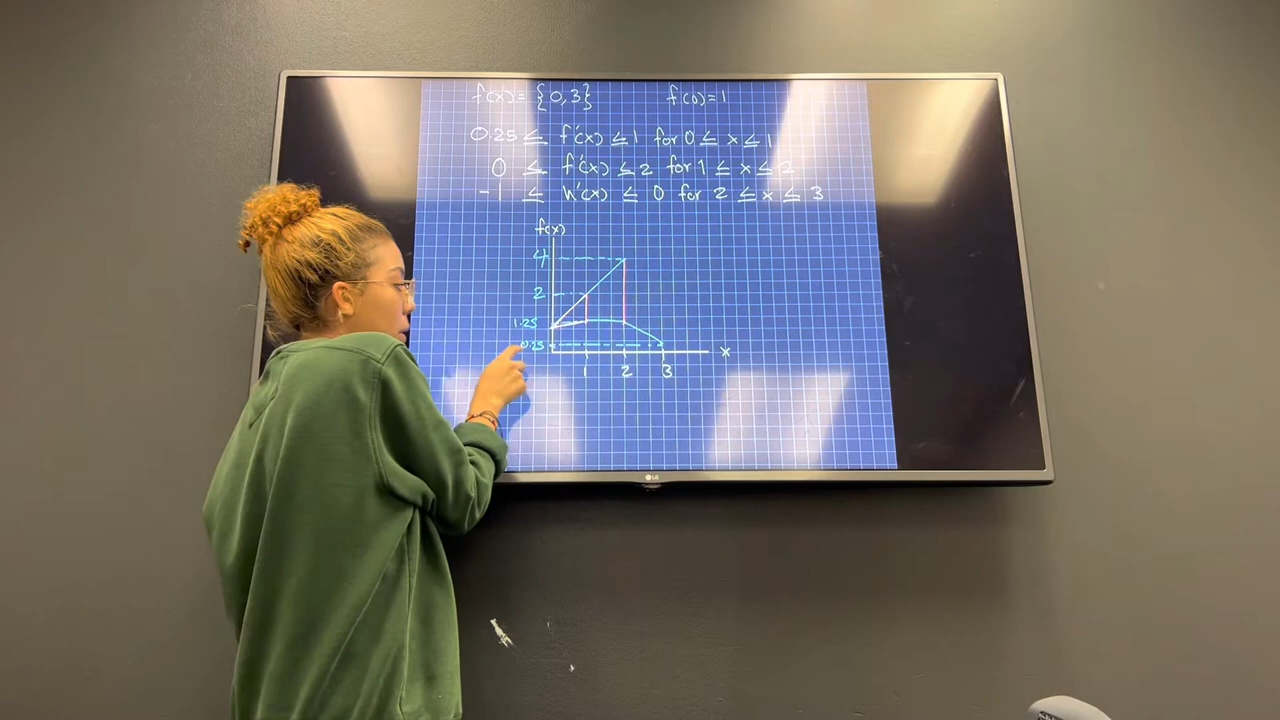 f(x) = {0,3} f(0) = 1
0.25 ≤ f'(x) ≤ 1 for 0 ≤ x ≤ 1
0 ≤ f'(x) ≤ 2 for 1 ≤ x ≤ 2
-1 ≤ h'(x) ≤ 0 for 2 ≤ x ≤ 3
f(x)
4
2
1.25
0.25
x
1 2 3
LG